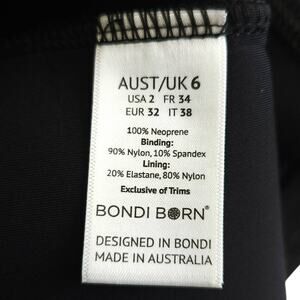 AUST/UK 6
USA 2 FR 34
EUR 32 IT 38
100% Neoprene
Binding:
90% Nylon, 10% Spandex
Lining:
20% Elastane, 80% Nylon
Exclusive of Trims
BONDI BORN®
DESIGNED IN BONDI
MADE IN AUSTRALIA